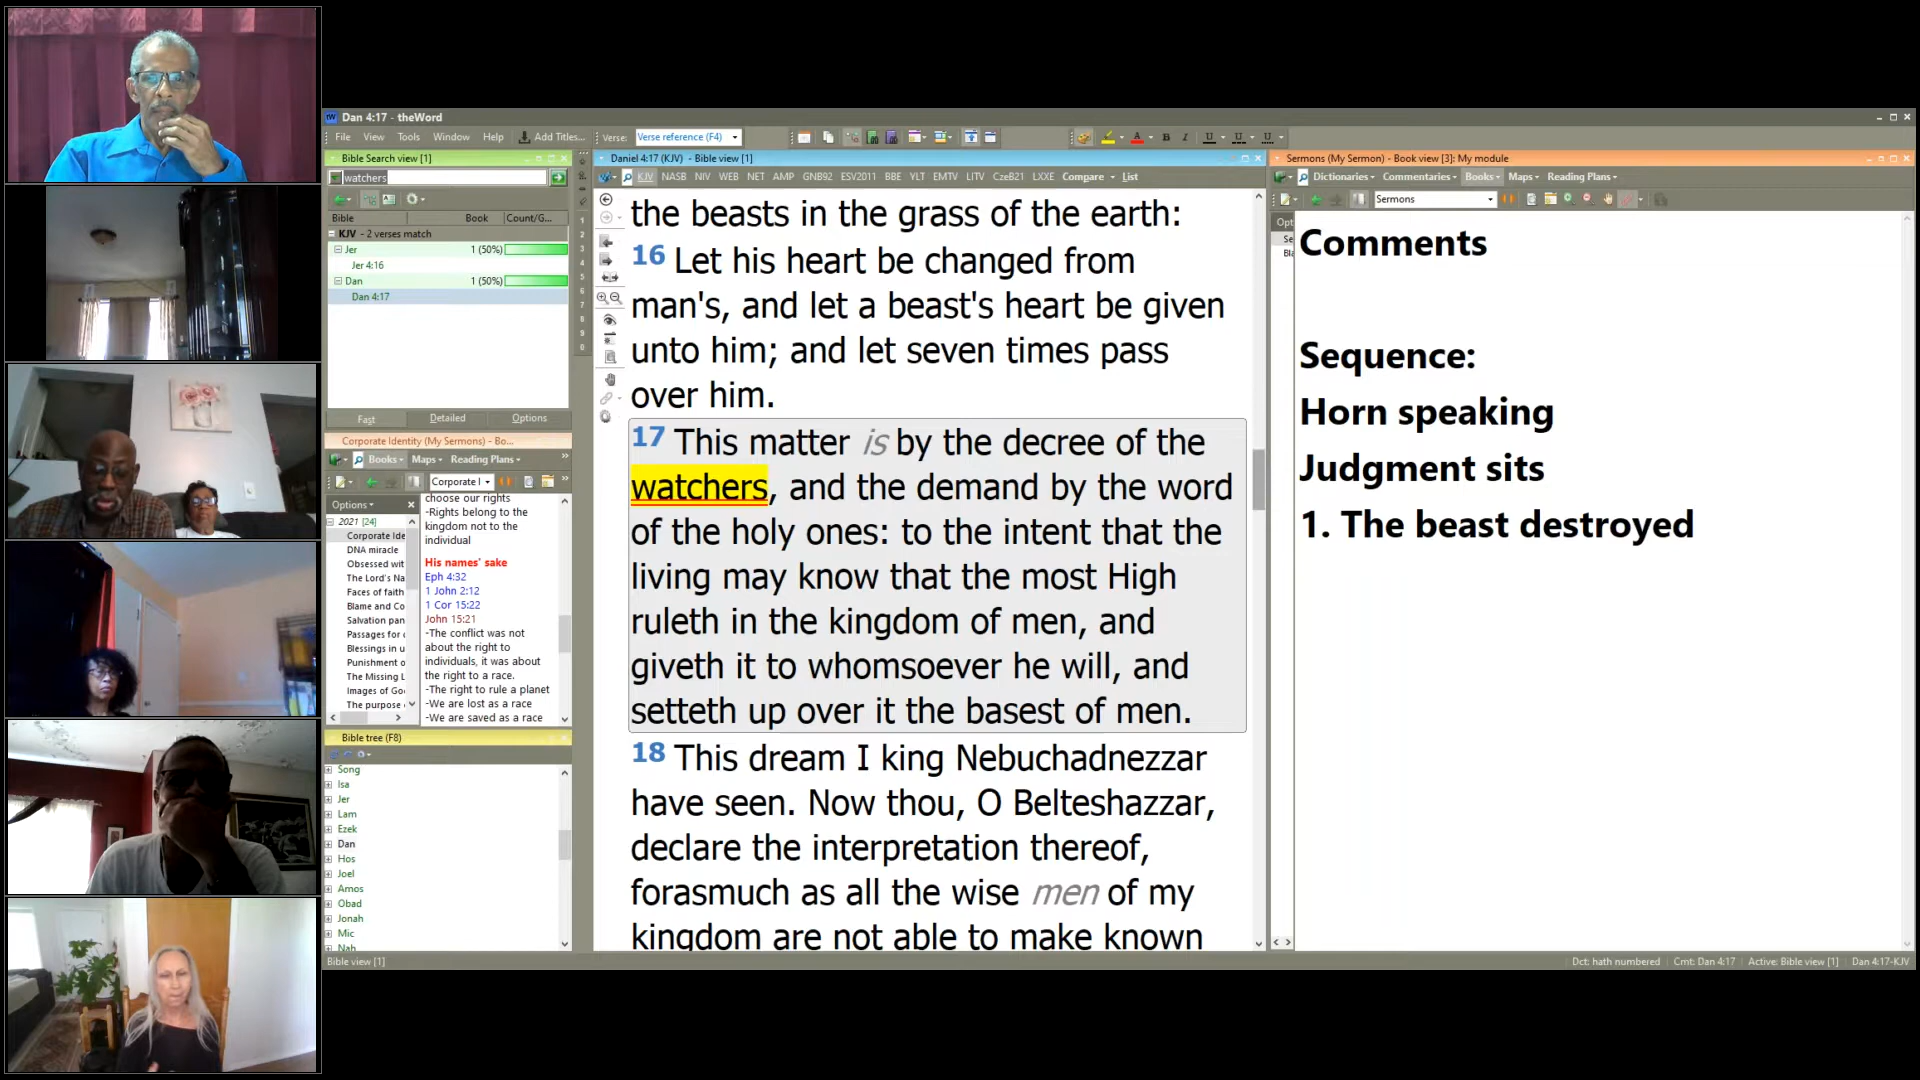 Dan 4:17 - theWord
File View Tools Window Help Add Titles... Verse: Verse reference (F4)
Bible Search view [1]
watchers
Bible Book Count/G...
KJV - 2 verses match
Jer 1 (50%)
Jer 4:16
Dan 1 (50%)
Dan 4:17
Fast Detailed Options
Corporate Identity (My Sermons) - Bo...
Books Maps Reading Plans
Corporate I
Options
2021 [24]
Corporate Ide
DNA miracle
Obsessed wit
The Lord's Na
Faces of faith
Blame and Co
Salvation pan
Passages for c
Blessings in u
Punishment o
The Missing L
Images of Go
The purpose
choose our rights
-Rights belong to the
kingdom not to the
individual
His names' sake
Eph 4:32
1 John 2:12
1 Cor 15:22
John 15:21
-The conflict was not
about the right to
individuals, it was about
the right to a race.
-The right to rule a planet
-We are lost as a race
-We are saved as a race
Bible tree (F8)
Song
Isa
Jer
Lam
Ezek
Dan
Hos
Joel
Amos
Obad
Jonah
Mic
Nah
Bible view [1]
Daniel 4:17 (KJV) - Bible view [1]
KJV NASB NIV WEB NET AMP GNB92 ESV2011 BBE YLT EMTV LITV CzeB21 LXXE Compare List
the beasts in the grass of the earth:
16 Let his heart be changed from
man's, and let a beast's heart be given
unto him; and let seven times pass
over him.
17 This matter is by the decree of the
watchers, and the demand by the word
of the holy ones: to the intent that the
living may know that the most High
ruleth in the kingdom of men, and
giveth it to whomsoever he will, and
setteth up over it the basest of men.
18 This dream I king Nebuchadnezzar
have seen. Now thou, O Belteshazzar,
declare the interpretation thereof,
forasmuch as all the wise men of my
kingdom are not able to make known
Sermons (My Sermon) - Book view [3]: My module
Dictionaries Commentaries Books Maps Reading Plans
Sermons
Opt
Se
Bla
Comments
Sequence:
Horn speaking
Judgment sits
1. The beast destroyed
Dct: hath numbered Cmt: Dan 4:17 Active: Bible view [1] Dan 4:17-KJV